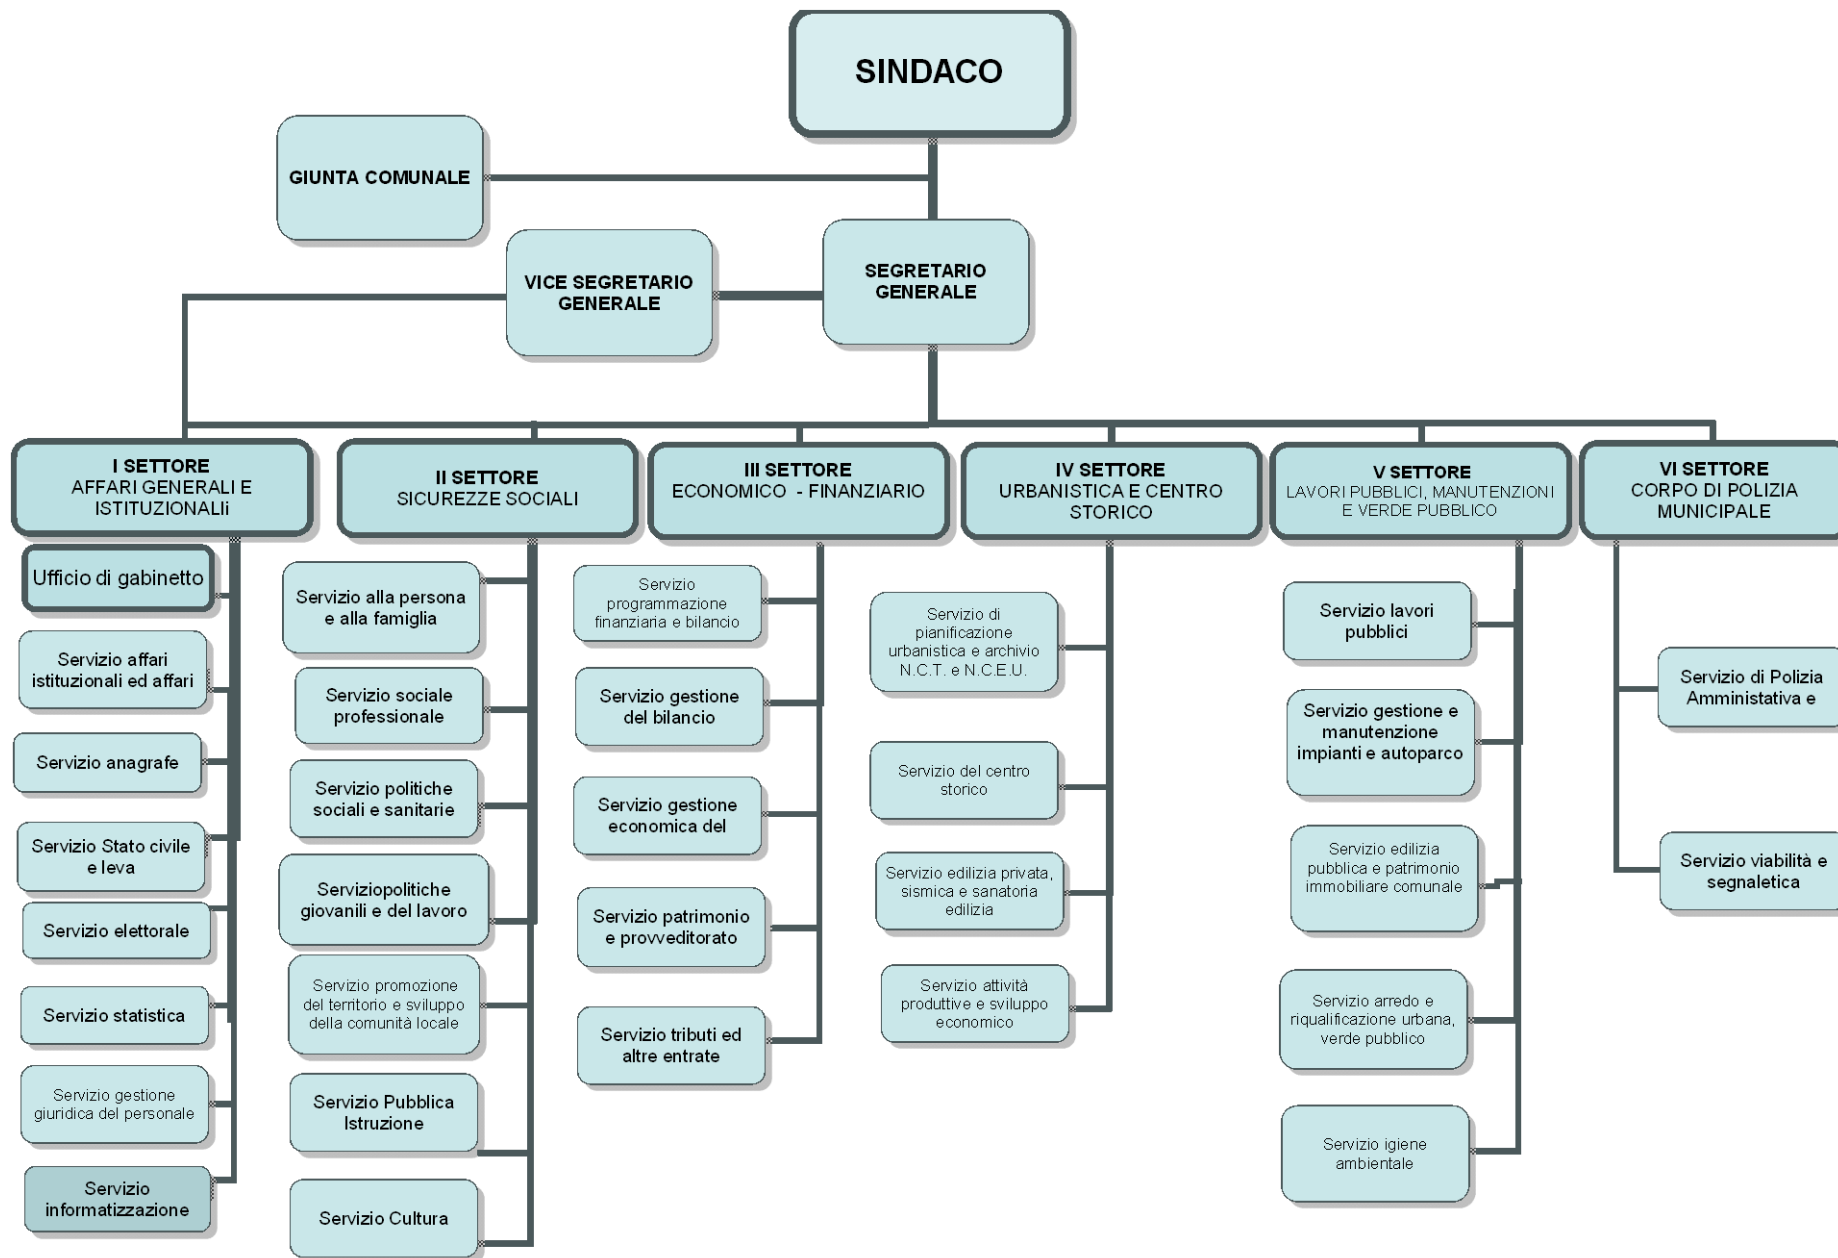 SINDACO
GIUNTA COMUNALE
VICE SEGRETARIO
GENERALE
SEGRETARIO
GENERALE
I SETTORE
AFFARI GENERALI E
ISTITUZIONALIi
II SETTORE
SICUREZZE SOCIALI
III SETTORE
ECONOMICO - FINANZIARIO
IV SETTORE
URBANISTICA E CENTRO
STORICO
V SETTORE
LAVORI PUBBLICI, MANUTENZIONI
E VERDE PUBBLICO
VI SETTORE
CORPO DI POLIZIA
MUNICIPALE
Ufficio di gabinetto
Servizio affari
istituzionali ed affari
Servizio anagrafe
Servizio Stato civile
e leva
Servizio elettorale
Servizio statistica
Servizio gestione
giuridica del personale
Servizio
informatizzazione
Servizio alla persona
e alla famiglia
Servizio sociale
professionale
Servizio politiche
sociali e sanitarie
Serviziopolitiche
giovanili e del lavoro
Servizio promozione
del territorio e sviluppo
della comunità locale
Servizio Pubblica
Istruzione
Servizio Cultura
Servizio
programmazione
finanziaria e bilancio
Servizio gestione
del bilancio
Servizio gestione
economica del
Servizio patrimonio
e provveditorato
Servizio tributi ed
altre entrate
Servizio di
pianificazione
urbanistica e archivio
N.C.T. e N.C.E.U.
Servizio del centro
storico
Servizio edilizia privata,
sismica e sanatoria
edilizia
Servizio attività
produttive e sviluppo
economico
Servizio lavori
pubblici
Servizio gestione e
manutenzione
impianti e autoparco
Servizio edilizia
pubblica e patrimonio
immobiliare comunale
Servizio arredo e
riqualificazione urbana,
verde pubblico
Servizio igiene
ambientale
Servizio di Polizia
Amministativa e
Servizio viabilità e
segnaletica